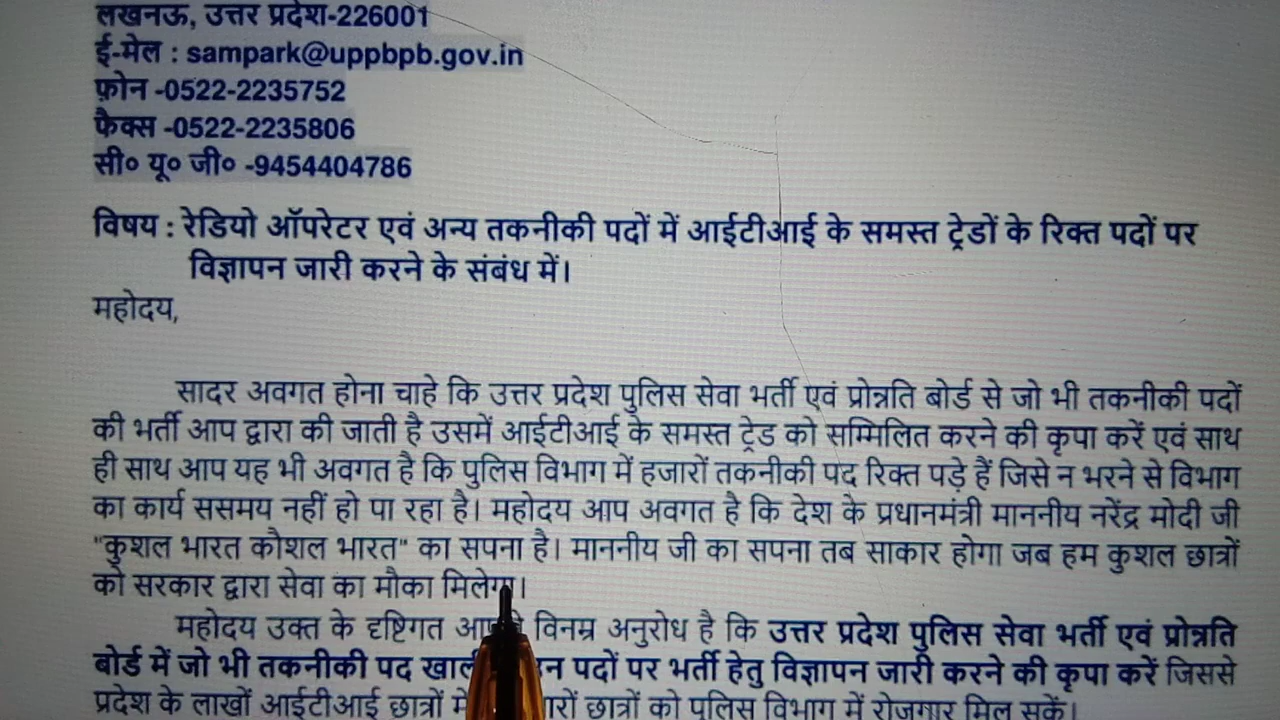 लखनऊ, उत्तर प्रदेश-226001
ई-मेल : sampark@uppbpb.gov.in
फ़ोन -0522-2235752
फैक्स -0522-2235806
सी० यू० जी० -9454404786
विषय : रेडियो ऑपरेटर एवं अन्य तकनीकी पदों में आईटीआई के समस्त ट्रेडों के रिक्त पदों पर
विज्ञापन जारी करने के संबंध में।
महोदय,
सादर अवगत होना चाहे कि उत्तर प्रदेश पुलिस सेवा भर्ती एवं प्रोन्नति बोर्ड से जो भी तकनीकी पदों
की भर्ती आप द्वारा की जाती है उसमें आईटीआई के समस्त ट्रेड को सम्मिलित करने की कृपा करें एवं साथ
ही साथ आप यह भी अवगत है कि पुलिस विभाग में हजारों तकनीकी पद रिक्त पड़े हैं जिसे न भरने से विभाग
का कार्य ससमय नहीं हो पा रहा है। महोदय आप अवगत है कि देश के प्रधानमंत्री माननीय नरेंद्र मोदी जी
"कुशल भारत कौशल भारत" का सपना है। माननीय जी का सपना तब साकार होगा जब हम कुशल छात्रों
को सरकार द्वारा सेवा का मौका मिलेगा।
महोदय उक्त के दृष्टिगत विनम्र अनुरोध है कि उत्तर प्रदेश पुलिस सेवा भर्ती एवं प्रोन्नति
बोर्ड में जो भी तकनीकी पद पदों पर भर्ती हेतु विज्ञापन जारी करने की कृपा करें जिससे
प्रदेश के लाखों आईटीआई छात्रों छात्रों को पुलिस विभाग में रोजगार मिल सकें।